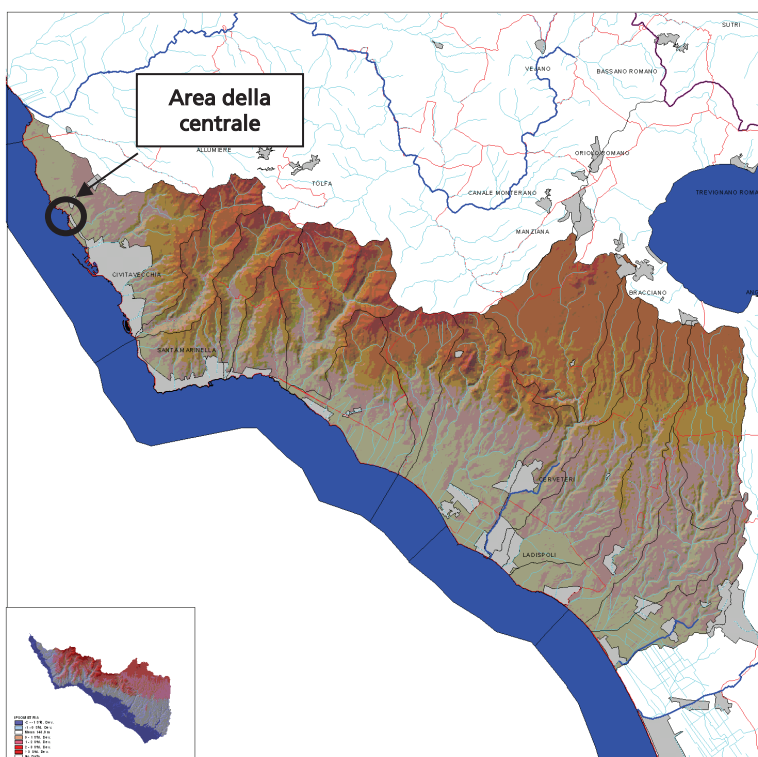 SUTRI
VEJANO
BASSANO ROMANO
Area della
centrale
ALLUMIERE
ORIOLO ROMANO
TOLFA
CANALE MONTERANO
TREVIGNANO ROMA
MANZIANA
CIVITAVECCHIA
BRACCIANO
SANTA MARINELLA
CERVETERI
LADISPOLI